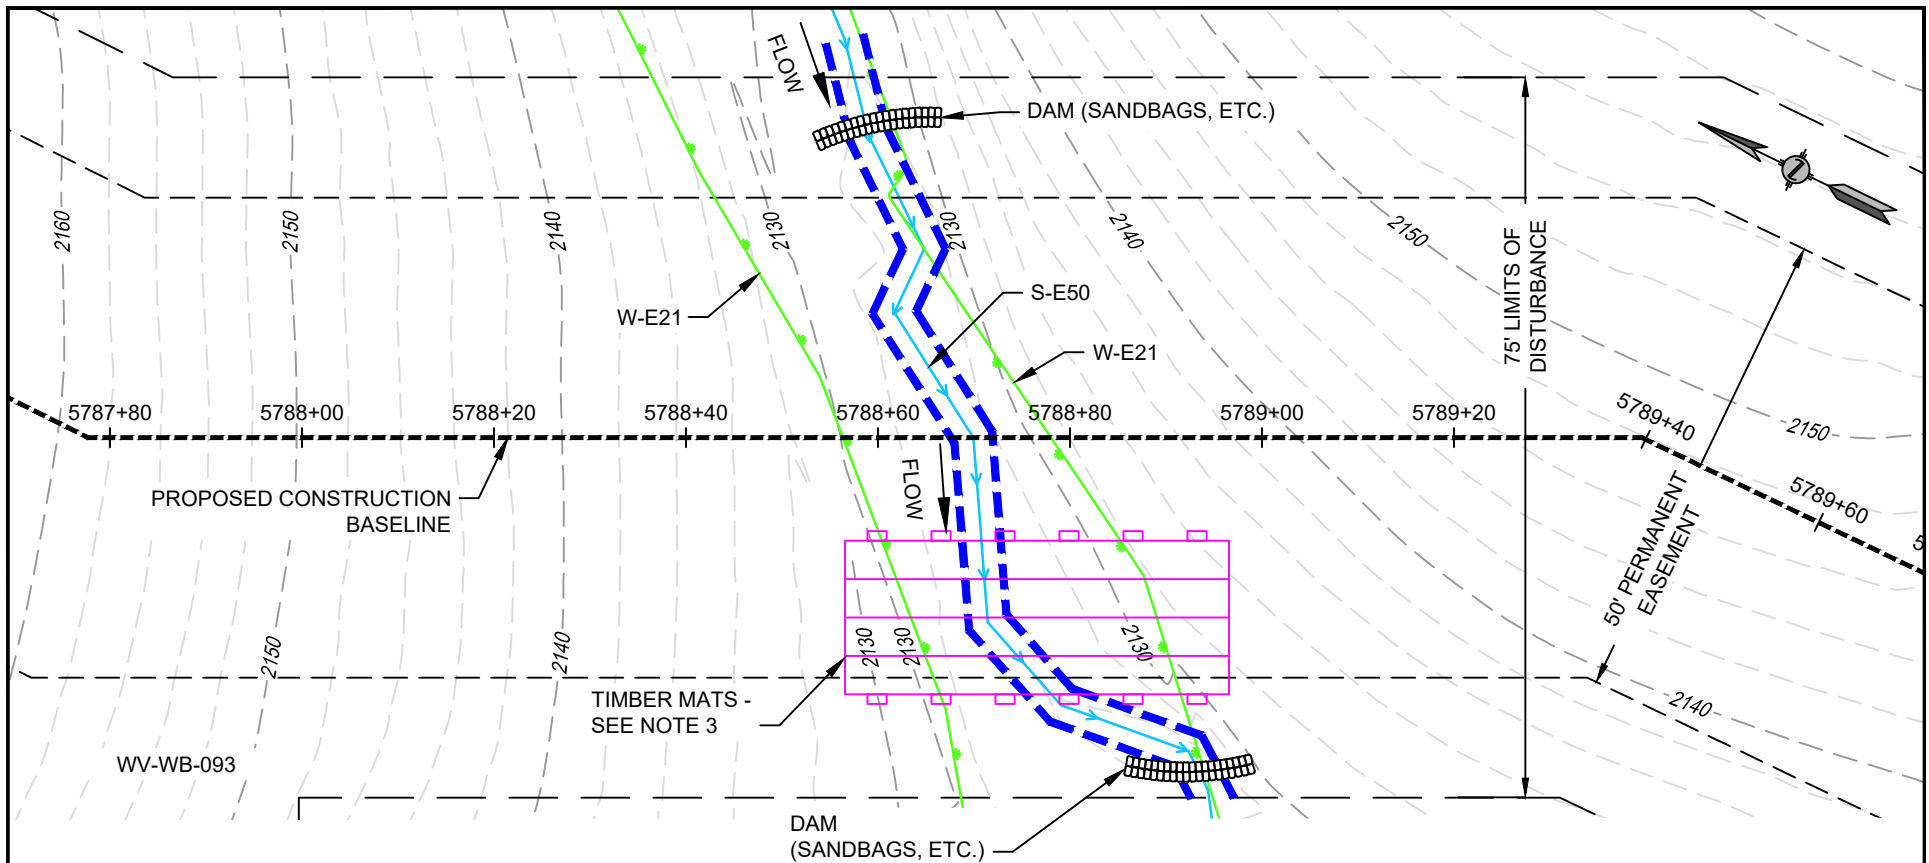 FLOW
DAM (SANDBAGS, ETC.)
2160
2150
2140
2130
2130
2140
2150
75' LIMITS OF
DISTURBANCE
S-E50
W-E21
W-E21
5787+80
5788+00
5788+20
5788+40
5788+60
5788+80
5789+00
5789+20
5789+40
2150
5789+60
5
PROPOSED CONSTRUCTION
BASELINE
FLOW
50' PERMANENT
EASEMENT
2150
2140
2130
2130
2130
2140
TIMBER MATS -
SEE NOTE 3
WV-WB-093
DAM
(SANDBAGS, ETC.)